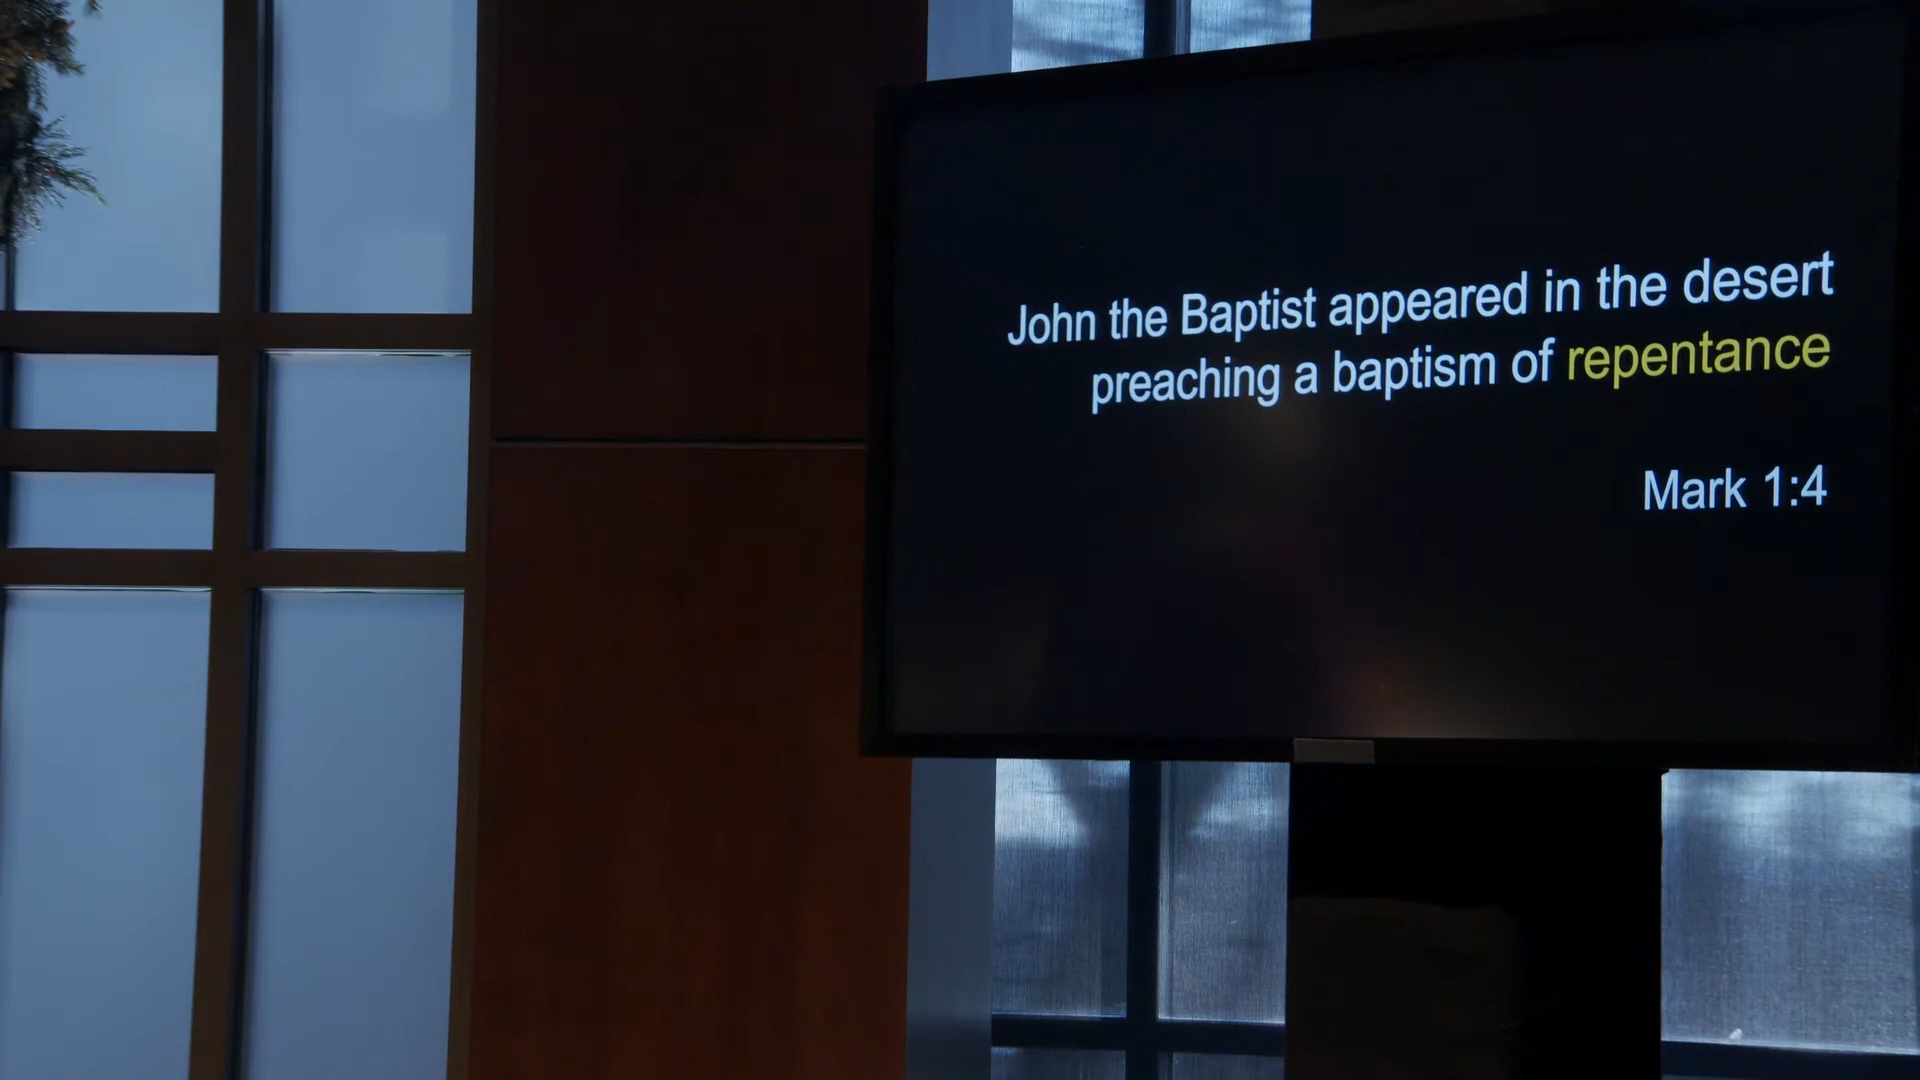 John the Baptist appeared in the desert
preaching a baptism of repentance
Mark 1:4